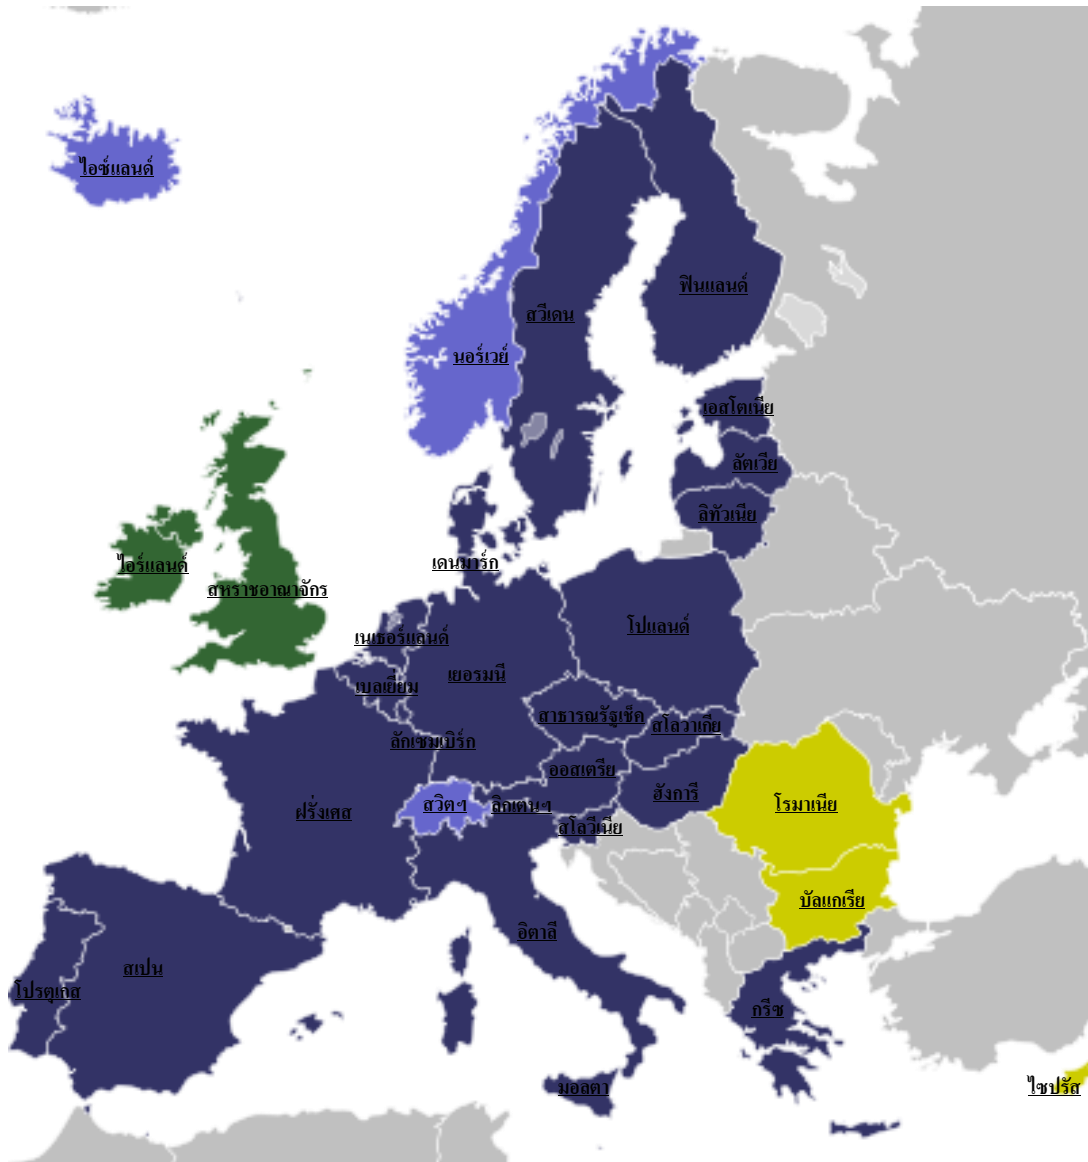 ไอซ์แลนด์
ฟินแลนด์
สวีเดน
นอร์เวย์
เอสโตเนีย
ลัตเวีย
ลิทัวเนีย
เดนมาร์ก
ไอร์แลนด์
สหราชอาณาจักร
โปแลนด์
เนเธอร์แลนด์
เยอรมนี
เบลเยี่ยม
สาธารณรัฐเช็ค
สโลวาเกีย
ลักเซมเบิร์ก
ออสเตรีย
ฮังการี
สวิตฯ
ลิกเตนฯ
โรมาเนีย
ฝรั่งเศส
สโลวีเนีย
บัลแกเรีย
อิตาลี
สเปน
โปรตุเกส
กรีซ
มอลตา
ไซปรัส